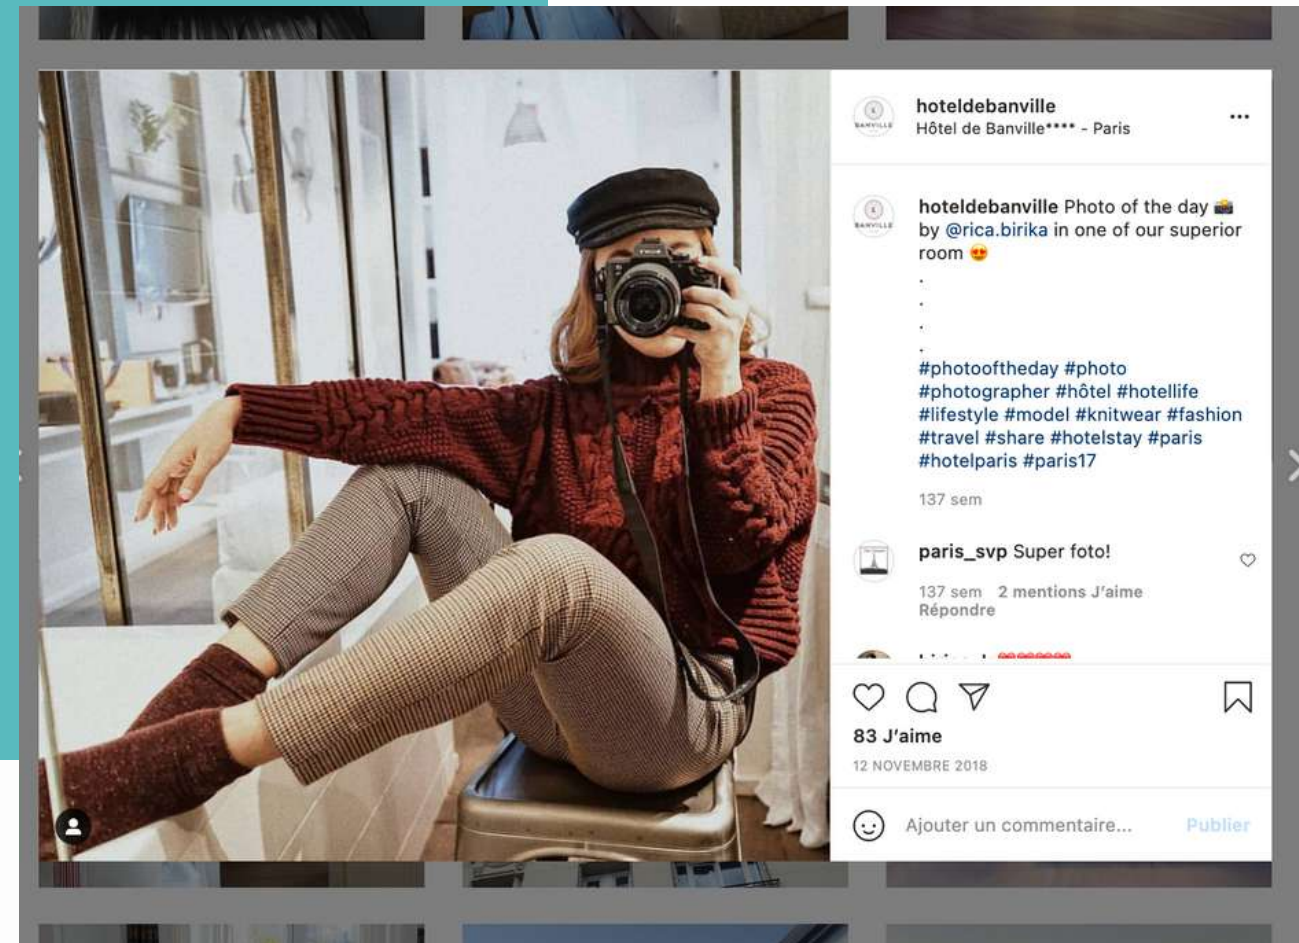 hoteldebanville
Hôtel de Banville**** - Paris
hoteldebanville Photo of the day 📸
by @rica.birika in one of our superior
room 😍
.
.
.
.
#photooftheday #photo
#photographer #hôtel #hotellife
#lifestyle #model #knitwear #fashion
#travel #share #hotelstay #paris
#hotelparis #paris17
137 sem
paris_svp Super foto!
137 sem 2 mentions J'aime
Répondre
83 J'aime
12 NOVEMBRE 2018
Ajouter un commentaire... Publier